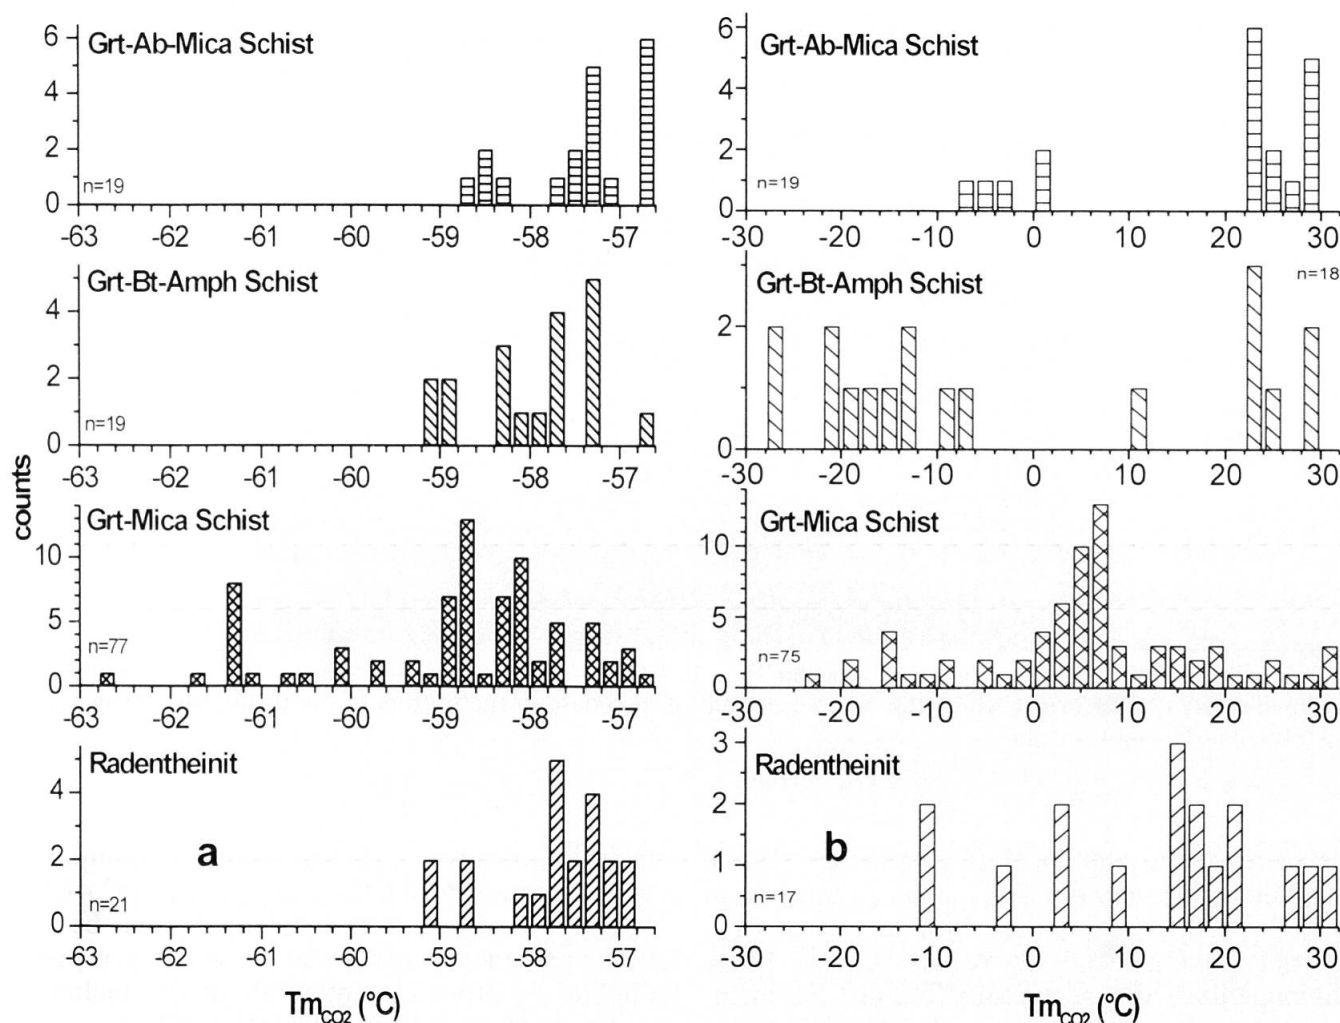 Grt-Ab-Mica Schist
6
4
2
0
n=19
-63 -62 -61 -60 -59 -58 -57
Grt-Bt-Amph Schist
4
2
0
n=19
-63 -62 -61 -60 -59 -58 -57
counts
Grt-Mica Schist
10
5
0
n=77
-63 -62 -61 -60 -59 -58 -57
Radentheinit
4
2
0
a
n=21
-63 -62 -61 -60 -59 -58 -57
Tm CO2 (°C)
Grt-Ab-Mica Schist
6
4
2
0
n=19
-30 -20 -10 0 10 20 30
Grt-Bt-Amph Schist
n=18
2
0
-30 -20 -10 0 10 20 30
Grt-Mica Schist
10
5
0
n=75
-30 -20 -10 0 10 20 30
Radentheinit
3
2
1
0
b
n=17
-30 -20 -10 0 10 20 30
Tm CO2 (°C)